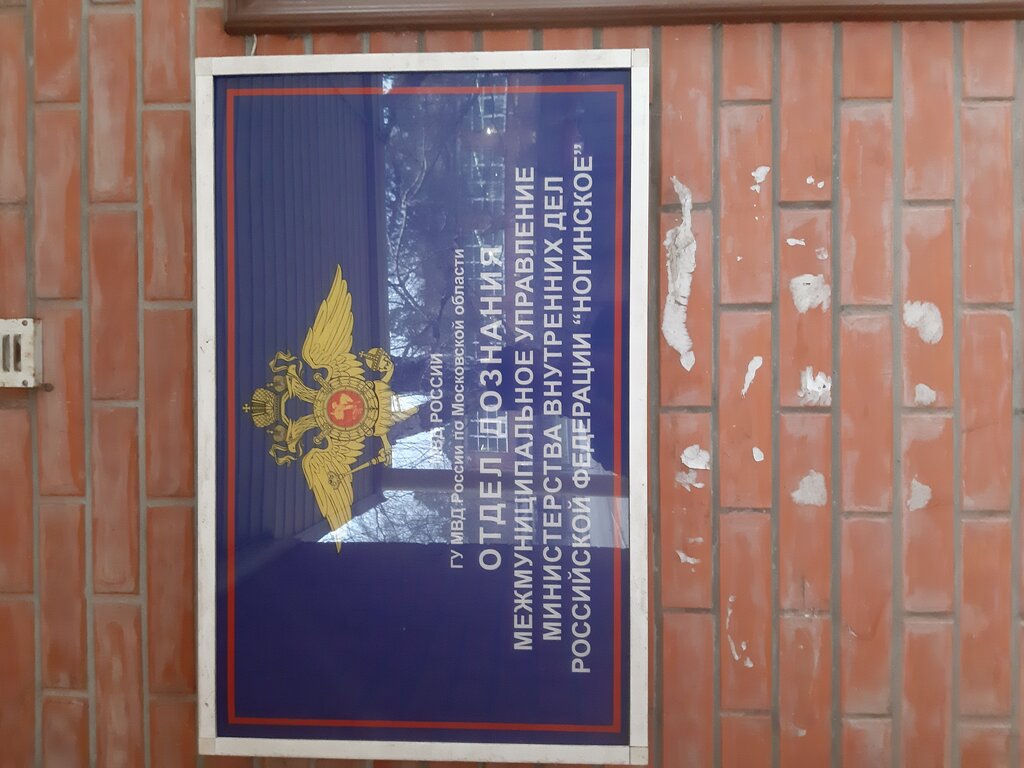 МВД РОССИИ
ГУ МВД России по Московской области
ОТДЕЛ ДОЗНАНИЯ
МЕЖМУНИЦИПАЛЬНОЕ УПРАВЛЕНИЕ
МИНИСТЕРСТВА ВНУТРЕННИХ ДЕЛ
РОССИЙСКОЙ ФЕДЕРАЦИИ “НОГИНСКОЕ”